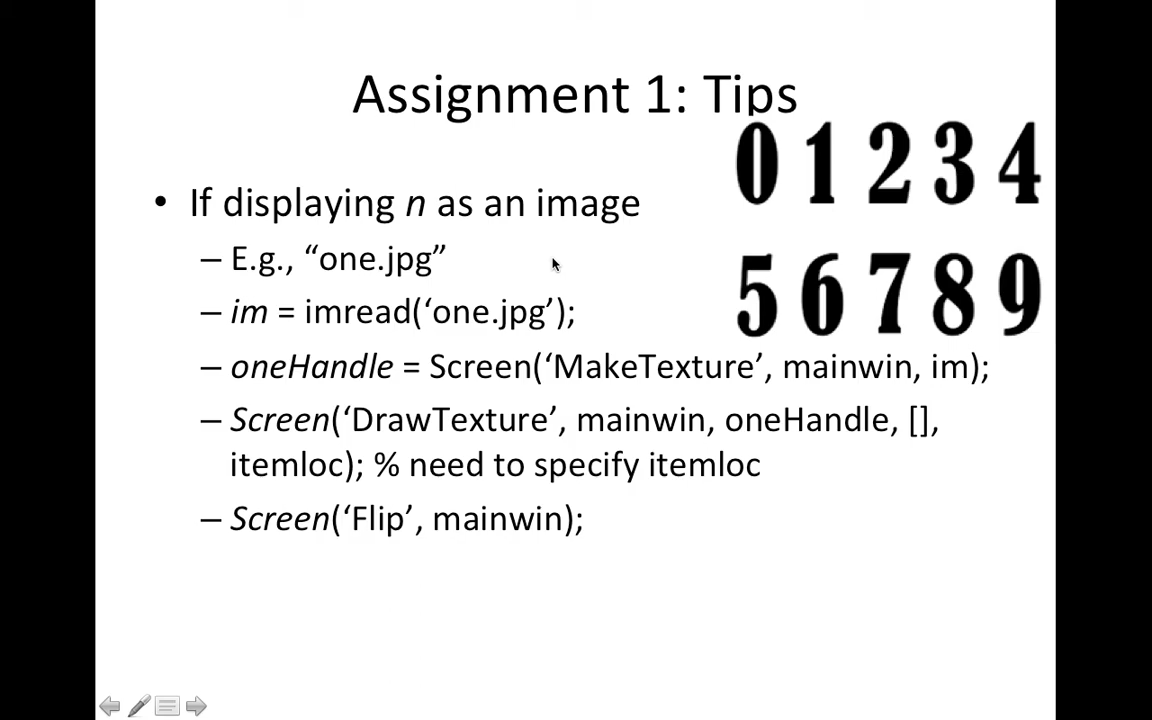 Assignment 1: Tips
0 1 2 3 4
5 6 7 8 9
• If displaying n as an image
– E.g., “one.jpg”
– im = imread(‘one.jpg’);
– oneHandle = Screen(‘MakeTexture’, mainwin, im);
– Screen(‘DrawTexture’, mainwin, oneHandle, [],
itemloc); % need to specify itemloc
– Screen(‘Flip’, mainwin);